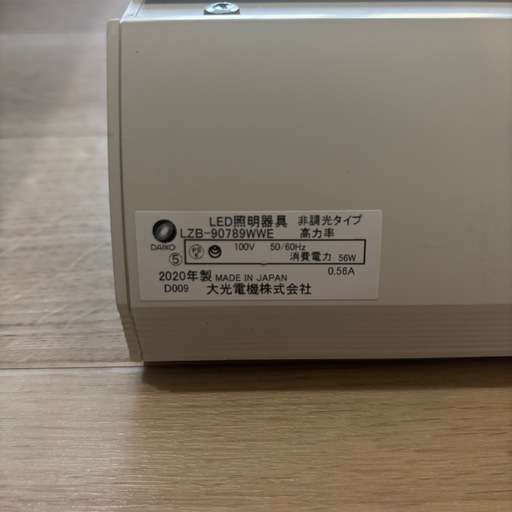 LED照明器具 非調光タイプ
DAIKO LZB-90789WWE 高力率
⑤ PS E 100V 50/60Hz
消費電力 56W
2020年製 MADE IN JAPAN 0.56A
D009 大光電機株式会社